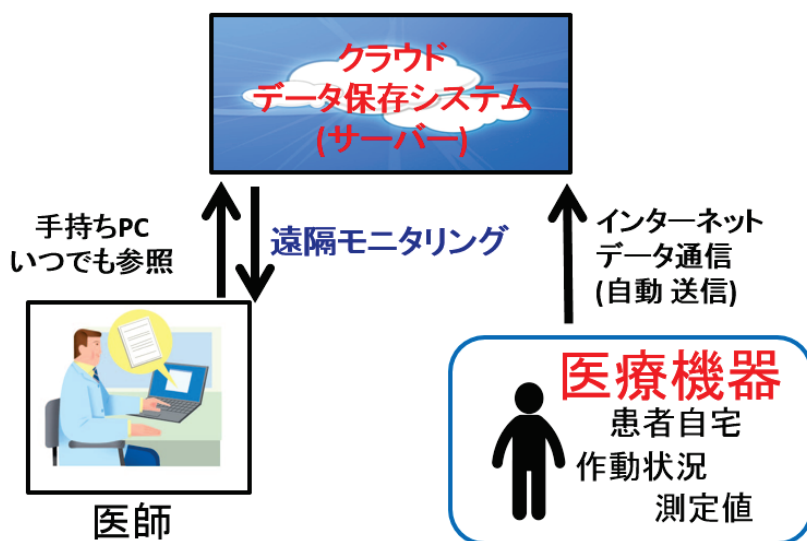 クラウド
データ保存システム
(サーバー)
手持ちPC
いつでも参照
遠隔モニタリング
インターネット
データ通信
(自動 送信)
医師
医療機器
患者自宅
作動状況
測定値